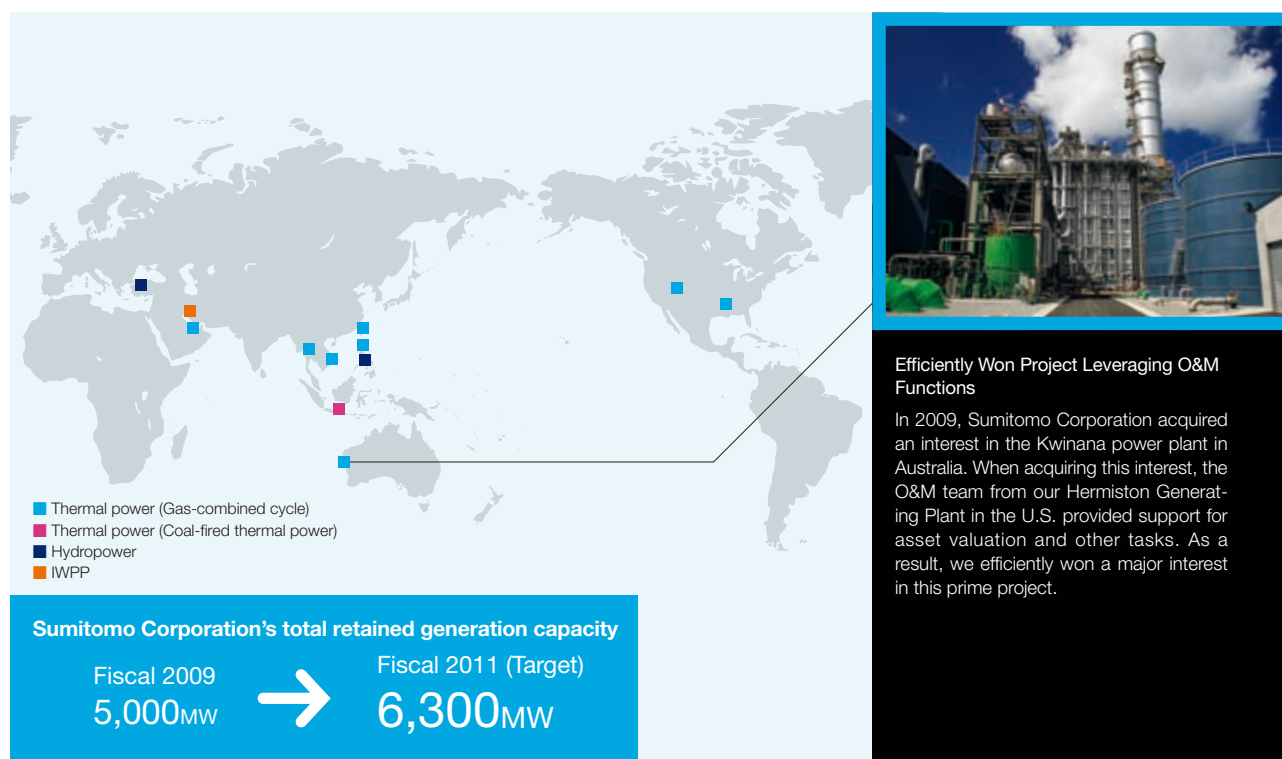 Thermal power (Gas-combined cycle)
Thermal power (Coal-fired thermal power)
Hydropower
IWPP
Sumitomo Corporation's total retained generation capacity
Fiscal 2009
5,000MW
Fiscal 2011 (Target)
6,300MW
Efficiently Won Project Leveraging O&M
Functions
In 2009, Sumitomo Corporation acquired
an interest in the Kwinana power plant in
Australia. When acquiring this interest, the
O&M team from our Hermiston Generat-
ing Plant in the U.S. provided support for
asset valuation and other tasks. As a
result, we efficiently won a major interest
in this prime project.